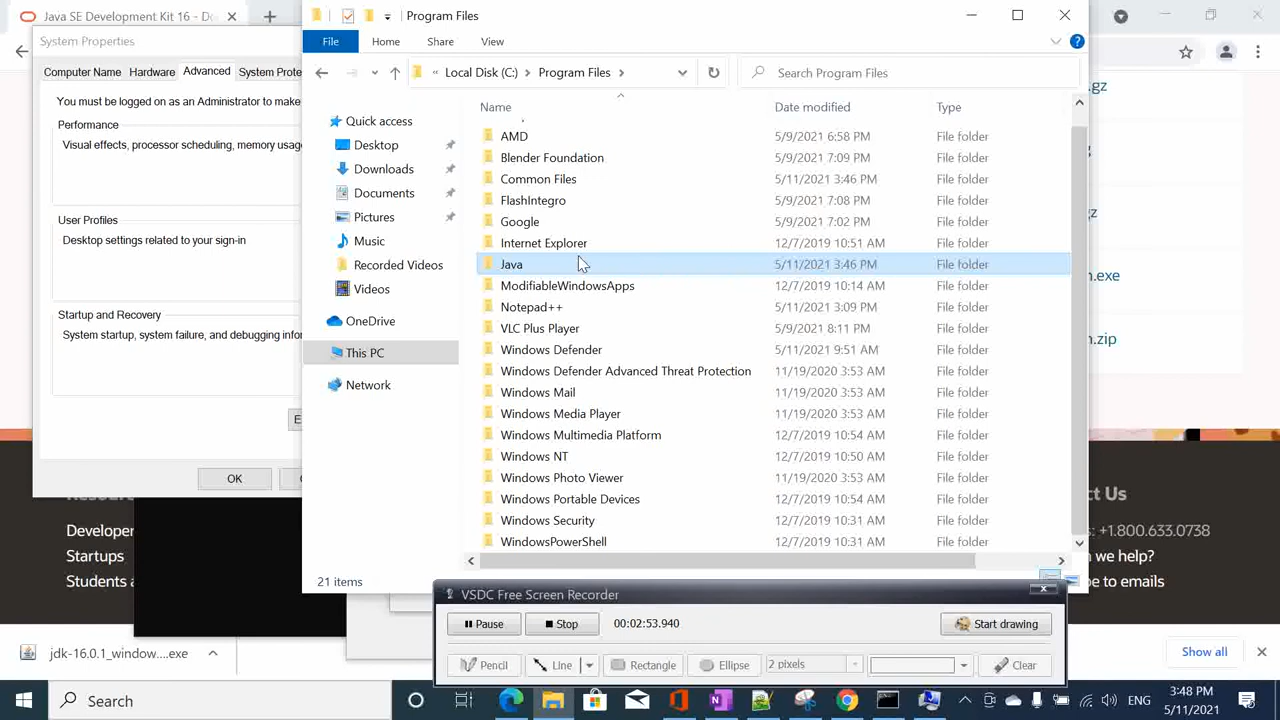 Java SE Development Kit 16 - Do
System Properties
Computer Name Hardware Advanced System Prote
You must be logged on as an Administrator to make
Performance
Visual effects, processor scheduling, memory usag
User Profiles
Desktop settings related to your sign-in
Startup and Recovery
System startup, system failure, and debugging infor
E
OK
Program Files
File Home Share View
« Local Disk (C:) > Program Files >
Search Program Files
Name Date modified Type
Quick access
Desktop
Downloads
Documents
Pictures
Music
Recorded Videos
Videos
OneDrive
This PC
Network
AMD 5/9/2021 6:58 PM File folder
Blender Foundation 5/9/2021 7:09 PM File folder
Common Files 5/11/2021 3:46 PM File folder
FlashIntegro 5/9/2021 7:08 PM File folder
Google 5/9/2021 7:02 PM File folder
Internet Explorer 12/7/2019 10:51 AM File folder
Java 5/11/2021 3:46 PM File folder
ModifiableWindowsApps 12/7/2019 10:14 AM File folder
Notepad++ 5/11/2021 3:09 PM File folder
VLC Plus Player 5/9/2021 8:11 PM File folder
Windows Defender 5/11/2021 9:51 AM File folder
Windows Defender Advanced Threat Protection 11/19/2020 3:53 AM File folder
Windows Mail 11/19/2020 3:53 AM File folder
Windows Media Player 11/19/2020 3:53 AM File folder
Windows Multimedia Platform 12/7/2019 10:54 AM File folder
Windows NT 12/7/2019 10:50 AM File folder
Windows Photo Viewer 11/19/2020 3:53 AM File folder
Windows Portable Devices 12/7/2019 10:54 AM File folder
Windows Security 12/7/2019 10:31 AM File folder
WindowsPowerShell 12/7/2019 10:31 AM File folder
21 items
.gz
z
n.exe
n.zip
Developer
Startups
Students a
ct Us
: +1.800.633.0738
n we help?
be to emails
VSDC Free Screen Recorder
Pause Stop 00:02:53.940 Start drawing
Pencil Line Rectangle Ellipse 2 pixels Clear
jdk-16.0.1_window....exe
Show all
Search
ENG
3:48 PM
5/11/2021